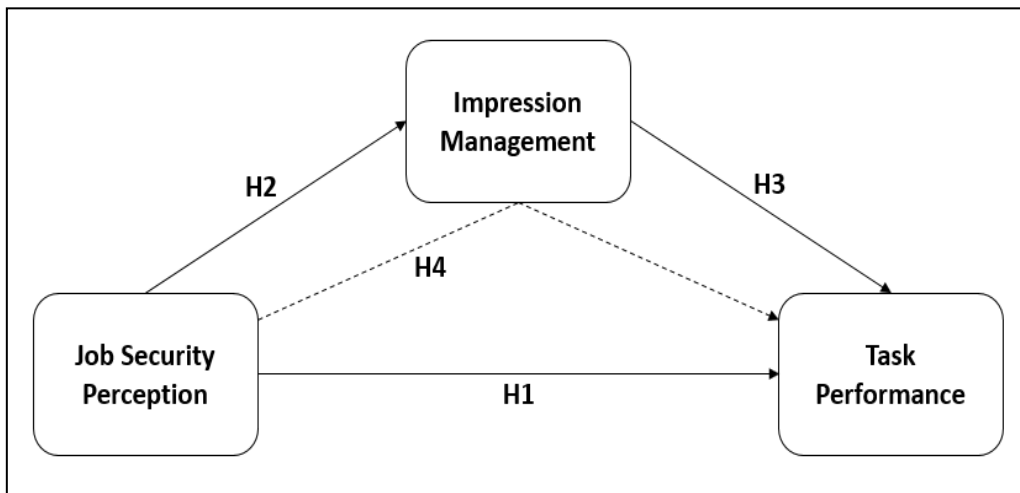 Impression
Management
H2
H3
H4
Job Security
Perception
H1
Task
Performance